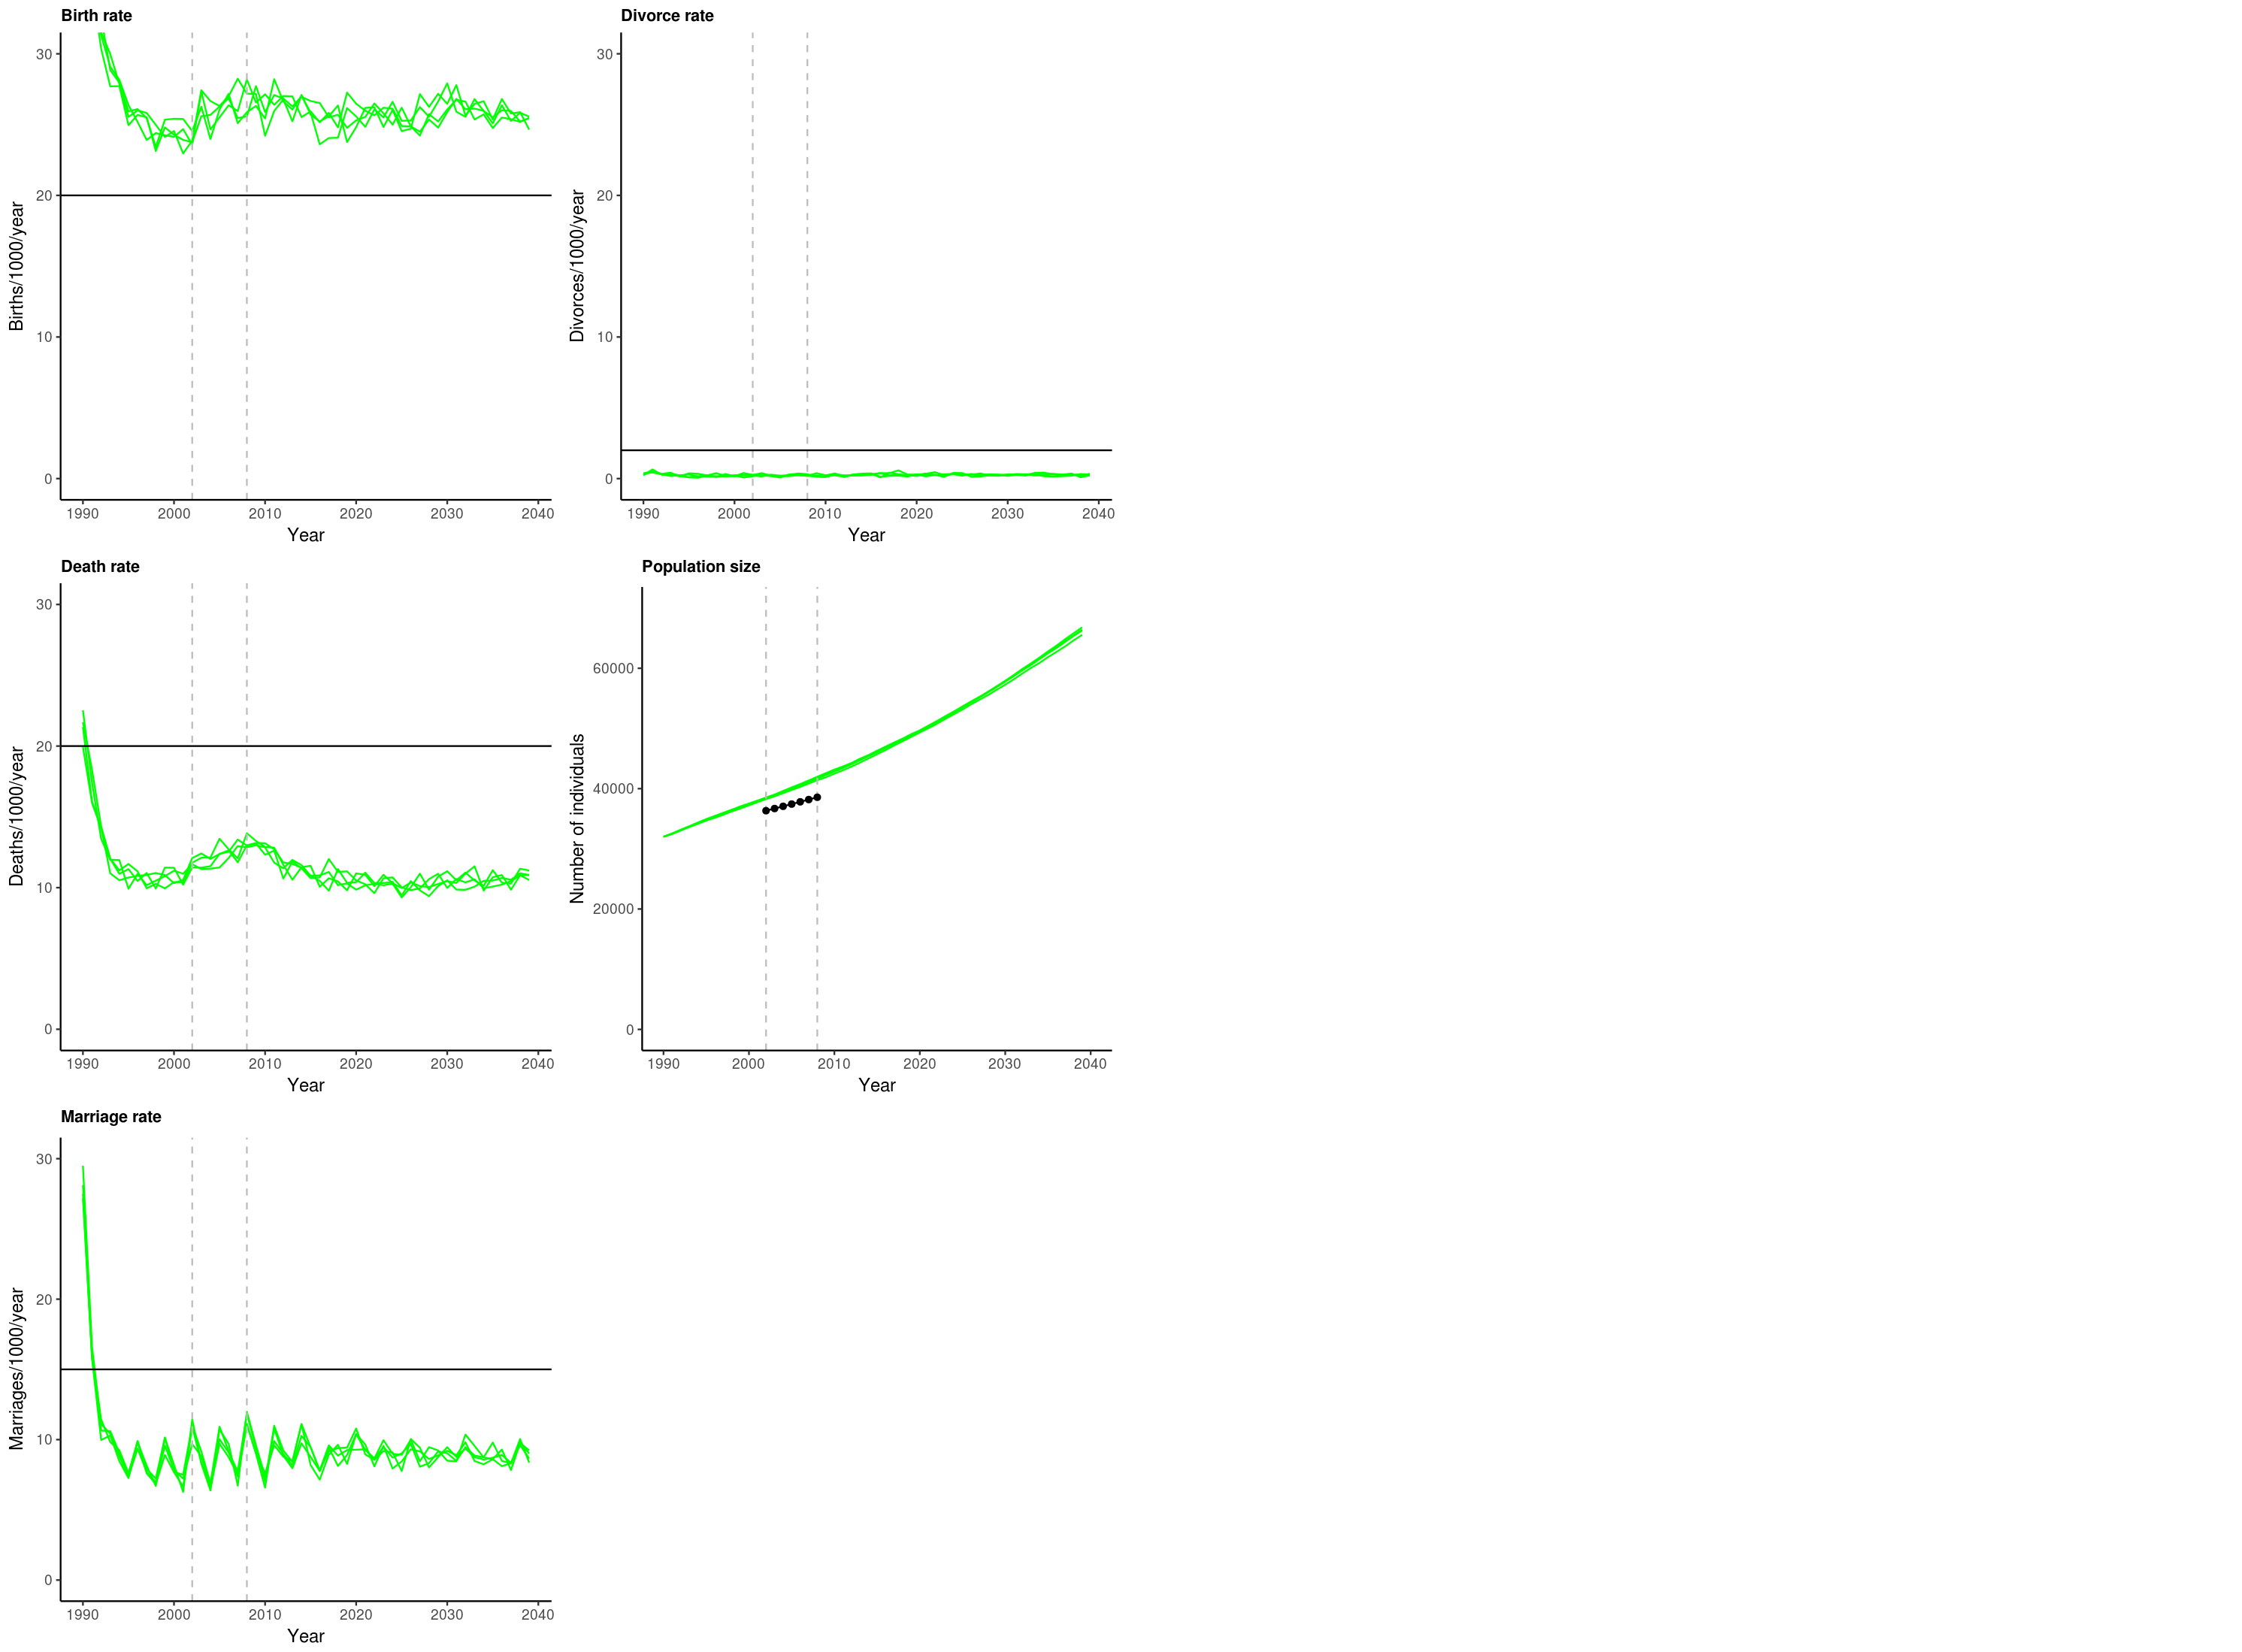 Birth rate
30
20
10
0
Births/1000/year
1990 2000 2010 2020 2030 2040
Year
Divorce rate
30
20
10
0
Divorces/1000/year
1990 2000 2010 2020 2030 2040
Year
Death rate
30
20
10
0
Deaths/1000/year
1990 2000 2010 2020 2030 2040
Year
Population size
60000
40000
20000
0
Number of individuals
1990 2000 2010 2020 2030 2040
Year
Marriage rate
30
20
10
0
Marriages/1000/year
1990 2000 2010 2020 2030 2040
Year